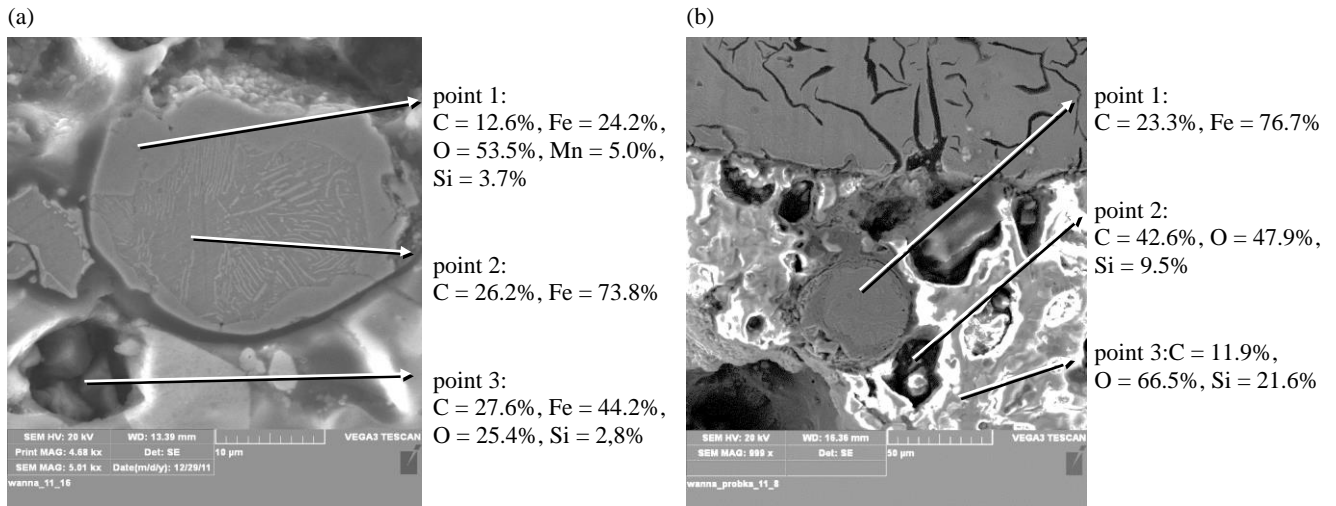 (a)
point 1:
C = 12.6%, Fe = 24.2%,
O = 53.5%, Mn = 5.0%,
Si = 3.7%
point 2:
C = 26.2%, Fe = 73.8%
point 3:
C = 27.6%, Fe = 44.2%,
O = 25.4%, Si = 2,8%
SEM HV: 20 kV WD: 13.39 mm VEGA3 TESCAN
Print MAG: 4.68 kx Det: SE 10 µm
SEM MAG: 5.01 kx Date(m/d/y): 12/29/11
wanna_11_16
(b)
point 1:
C = 23.3%, Fe = 76.7%
point 2:
C = 42.6%, O = 47.9%,
Si = 9.5%
point 3:C = 11.9%,
O = 66.5%, Si = 21.6%
SEM HV: 20 kV WD: 16.36 mm VEGA3 TESCAN
SEM MAG: 999 x Det: SE 50 µm
wanna_probka_11_8